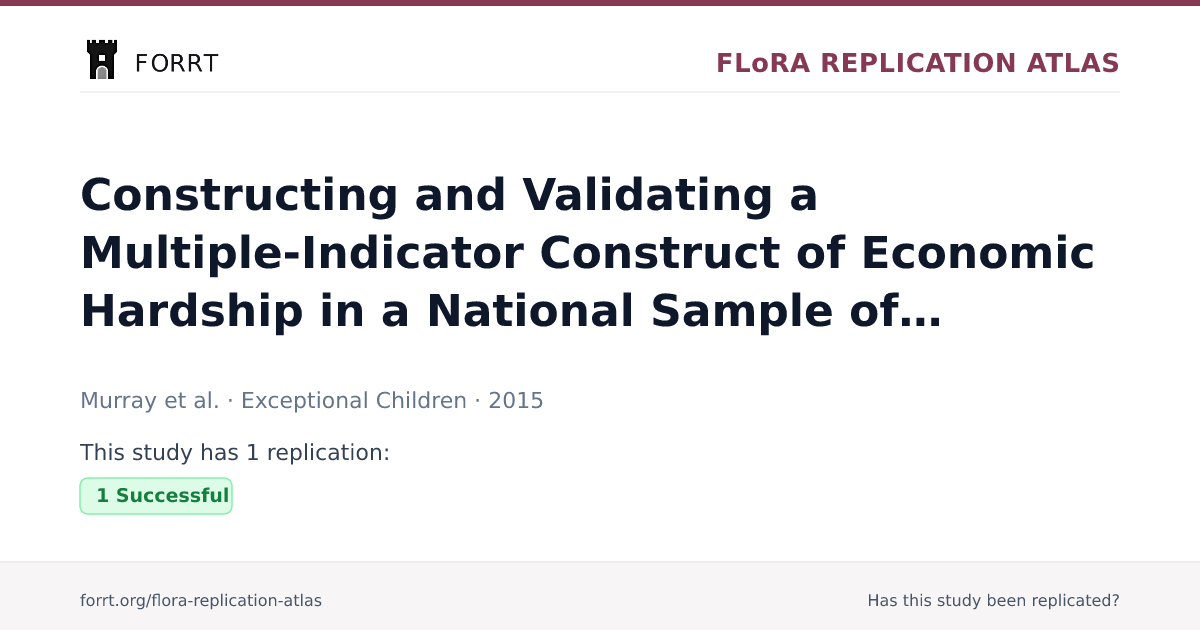 FORRT
FLoRA REPLICATION ATLAS
Constructing and Validating a
Multiple-Indicator Construct of Economic
Hardship in a National Sample of…
Murray et al. · Exceptional Children · 2015
This study has 1 replication:
1 Successful
forrt.org/flora-replication-atlas
Has this study been replicated?